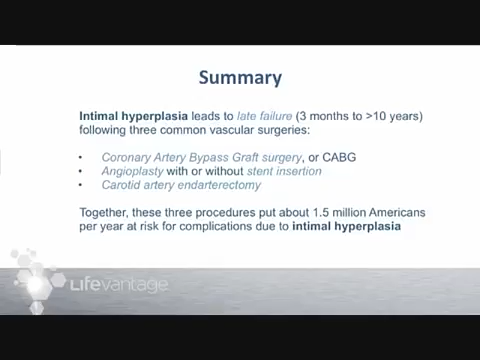 Summary
Intimal hyperplasia leads to late failure (3 months to >10 years)
following three common vascular surgeries:
• Coronary Artery Bypass Graft surgery, or CABG
• Angioplasty with or without stent insertion
• Carotid artery endarterectomy
Together, these three procedures put about 1.5 million Americans
per year at risk for complications due to intimal hyperplasia
LifeVantage